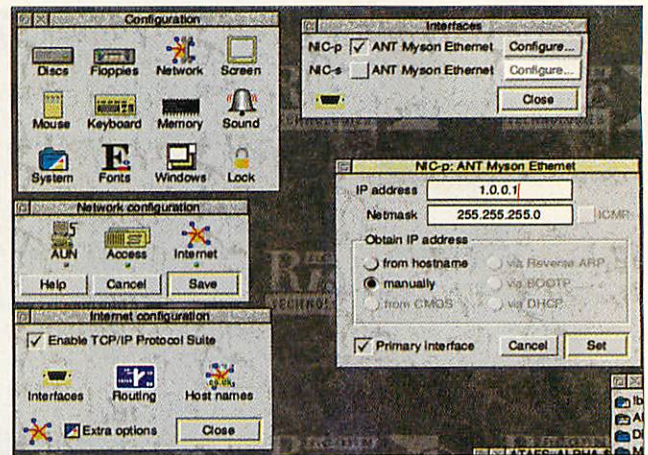 Configuration
Discs Floppies Network Screen
Mouse Keyboard Memory Sound
System Fonts Windows Lock
Network configuration
AUN Access Internet
Help Cancel Save
Internet configuration
Enable TCP/IP Protocol Suite
Interfaces Routing Host names
Extra options Close
Interfaces
NIC-p ANT Myson Ethernet Configure...
NIC-s ANT Myson Ethernet Configure...
Close
NIC-p: ANT Myson Ethernet
IP address 1.0.0.1
Netmask 255.255.255.0 ICMP
Obtain IP address
from hostname via Reverse ARP
manually via BOOTP
from CMOS via DHCP
Primary interface Cancel Set